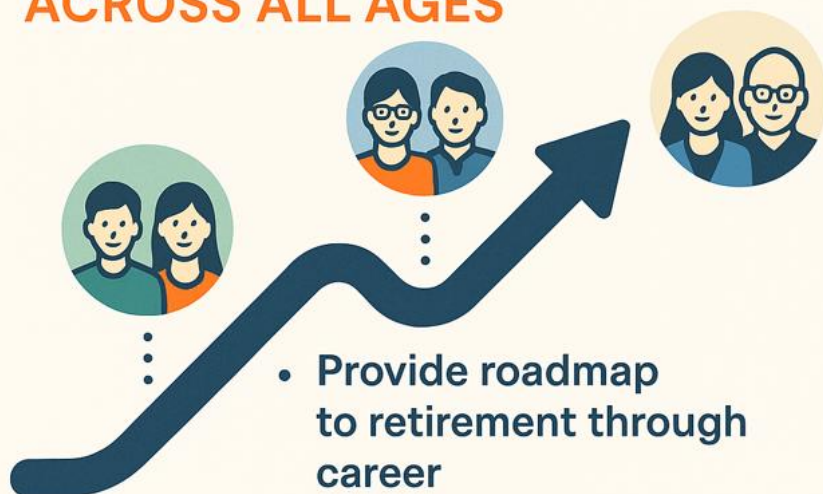 ACROSS ALL AGES
• Provide roadmap
to retirement through
career